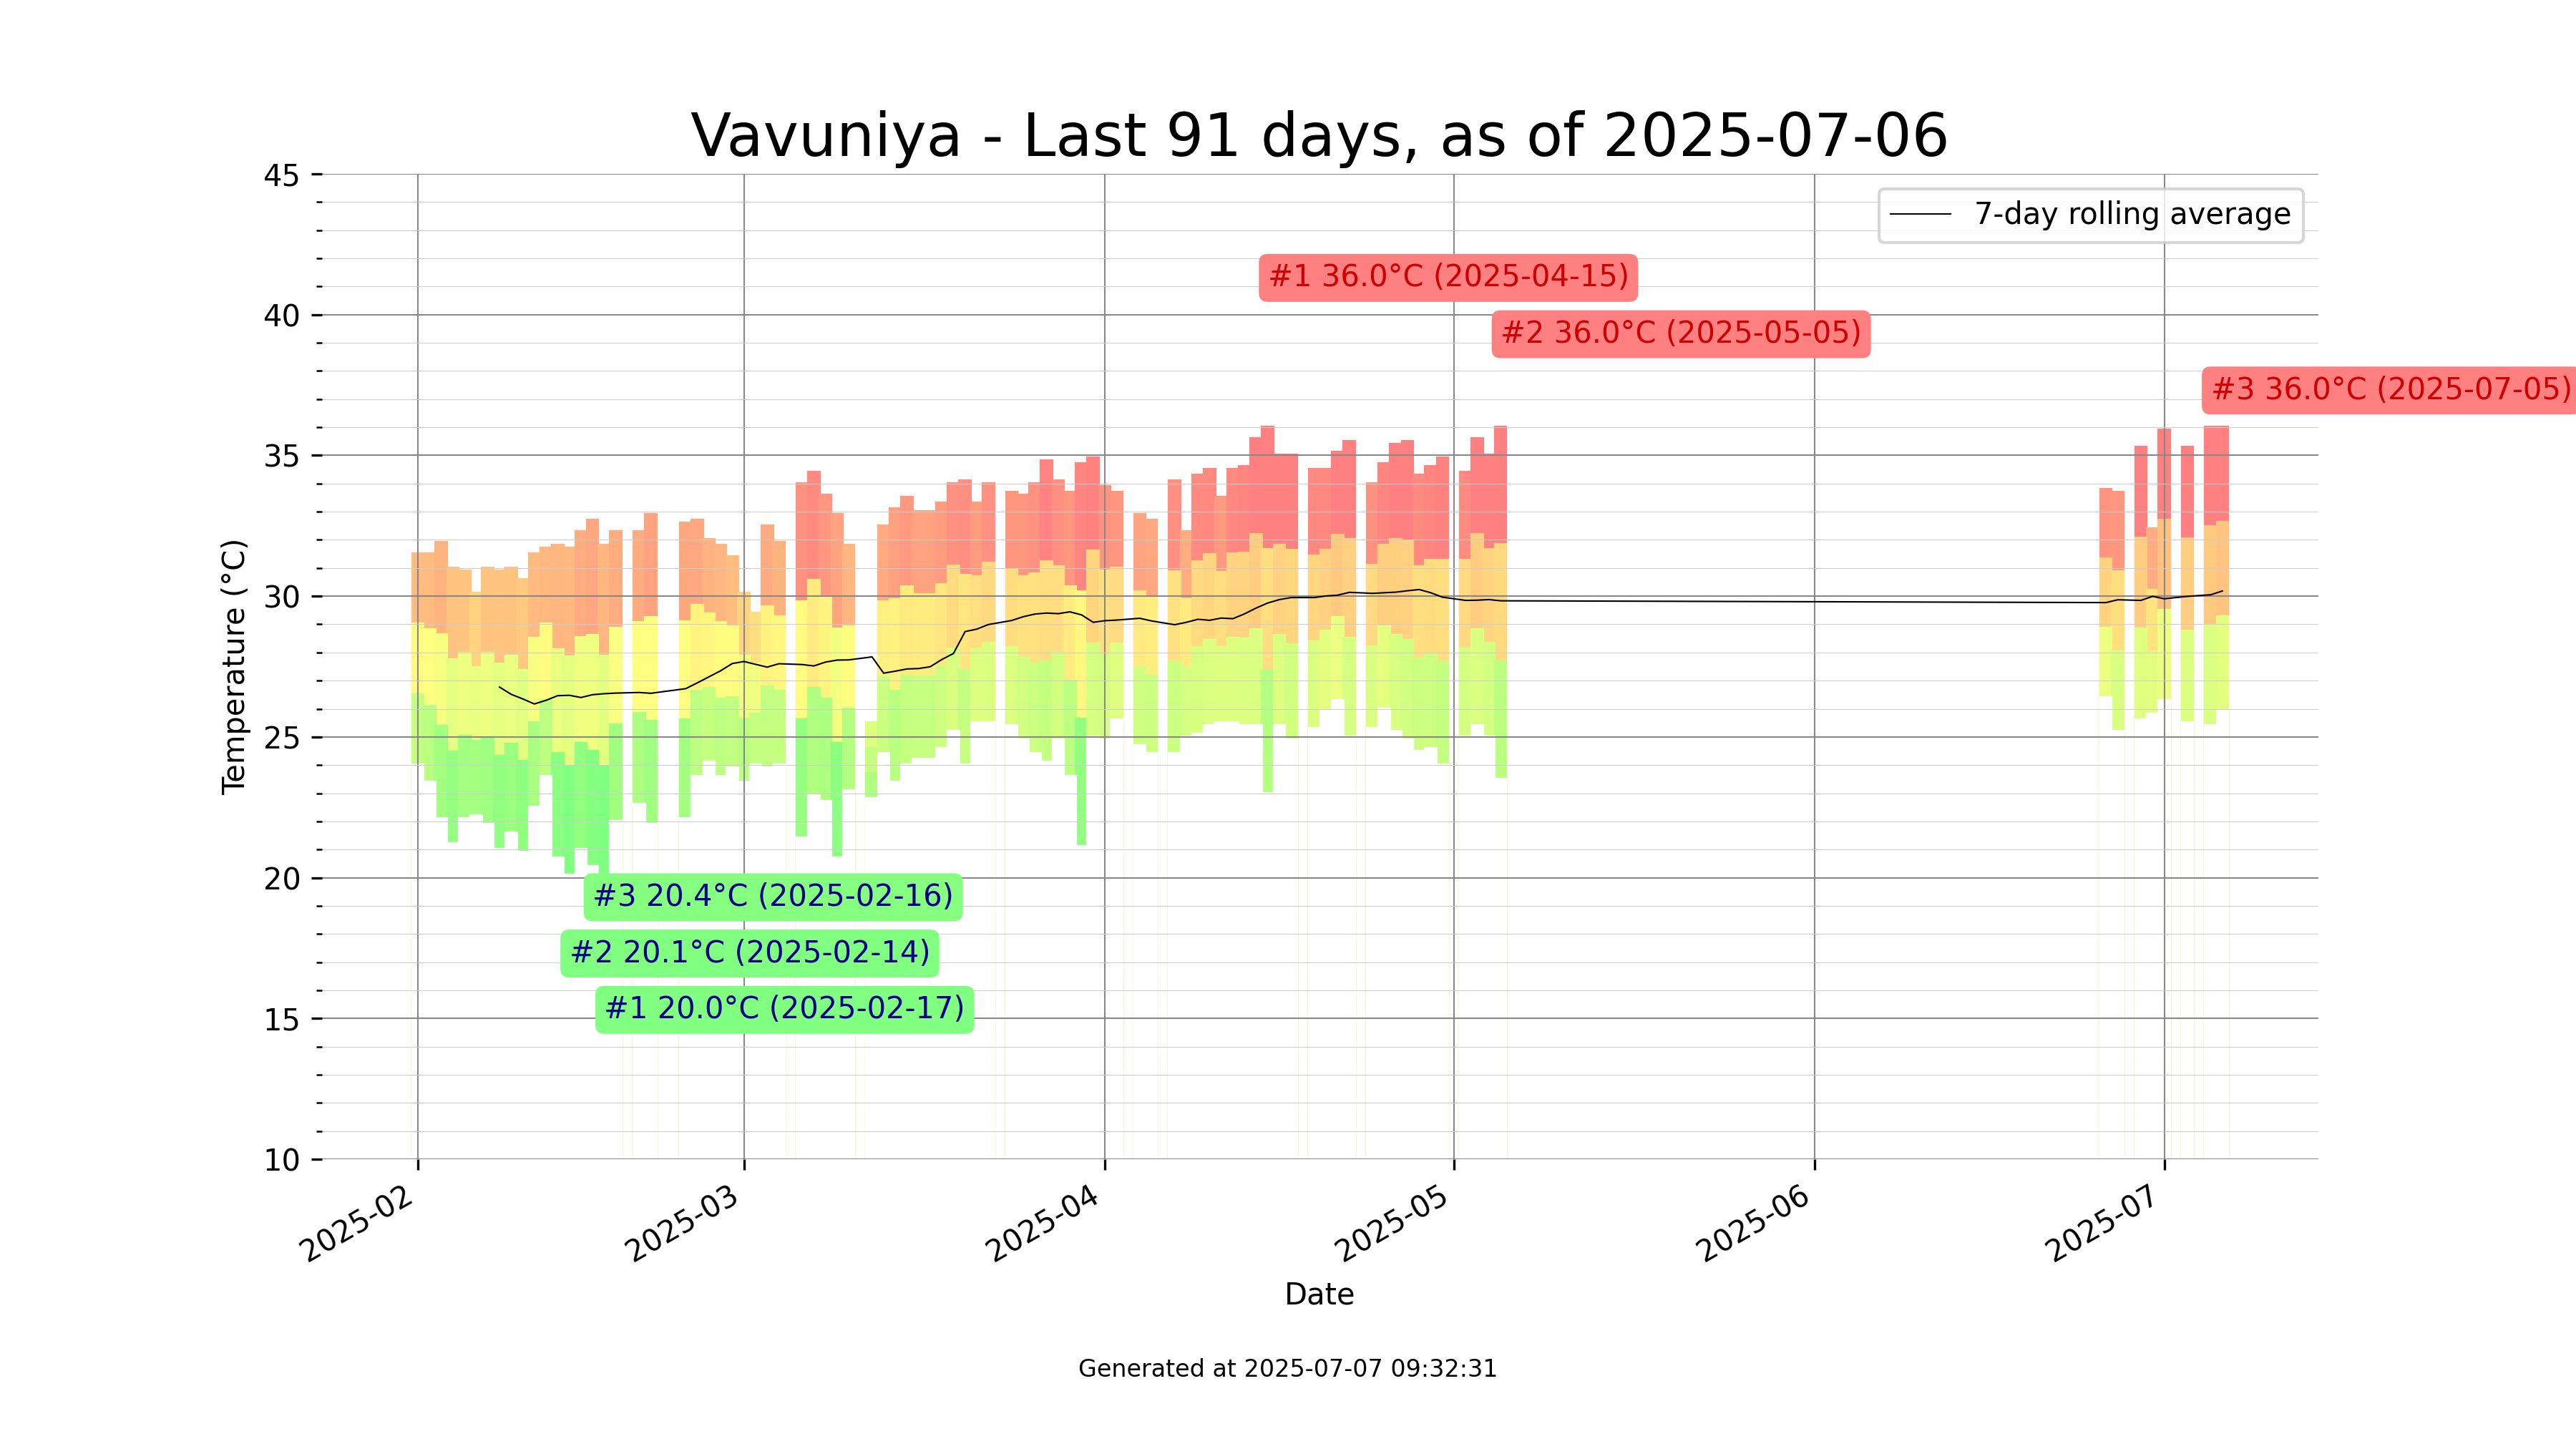 Vavuniya - Last 91 days, as of 2025-07-06
45
40
35
30
25
20
15
10
Temperature (°C)
7-day rolling average
#1 36.0°C (2025-04-15)
#2 36.0°C (2025-05-05)
#3 36.0°C (2025-07-05)
#3 20.4°C (2025-02-16)
#2 20.1°C (2025-02-14)
#1 20.0°C (2025-02-17)
2025-02
2025-03
2025-04
2025-05
2025-06
2025-07
Date
Generated at 2025-07-07 09:32:31